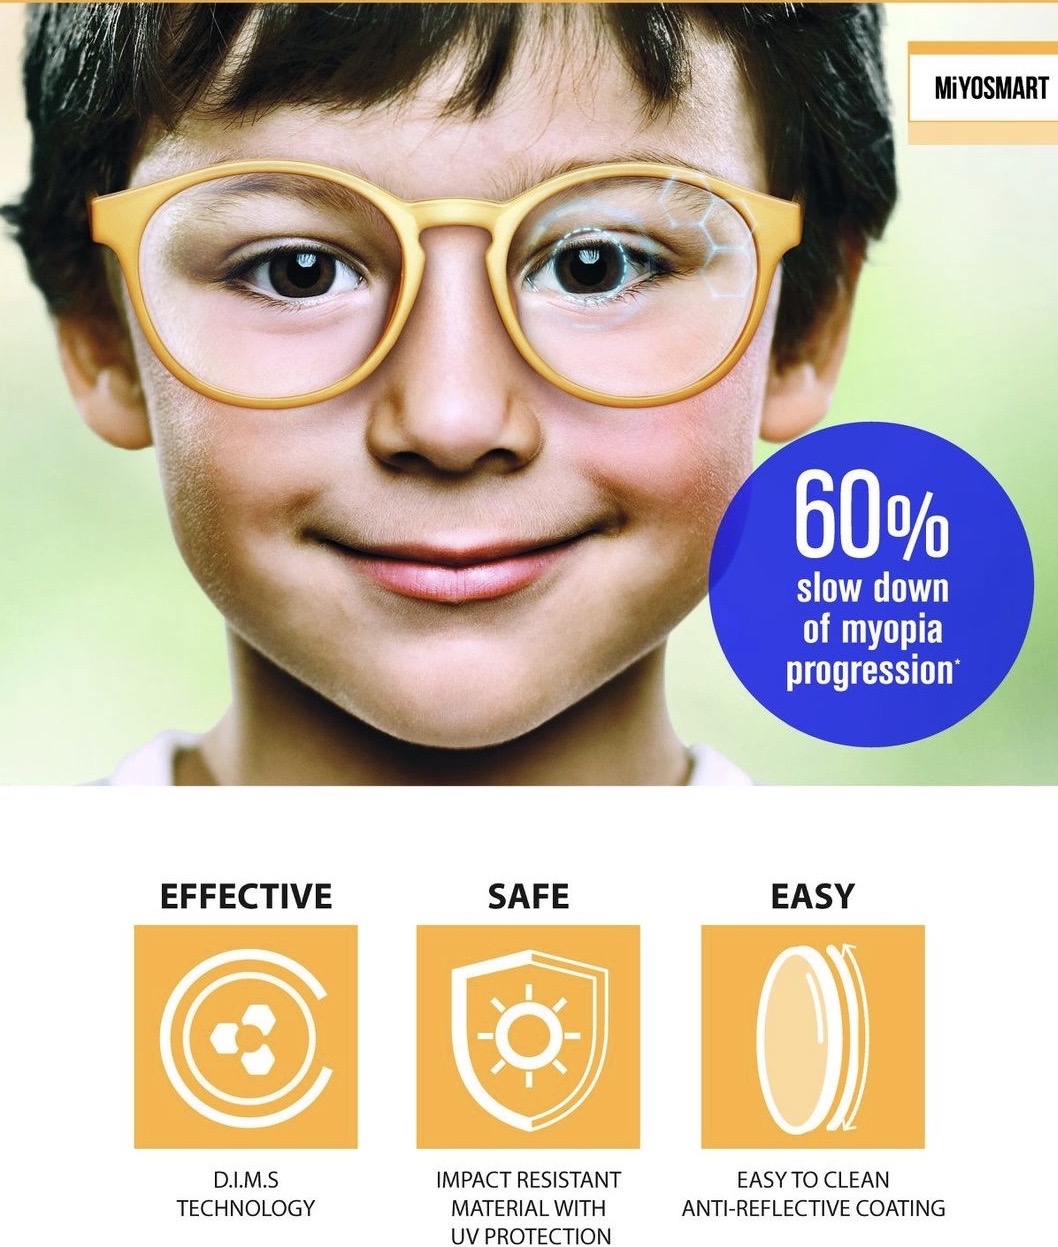 MiYOSMART
60%
slow down
of myopia
progression*
EFFECTIVE
SAFE
EASY
D.I.M.S
TECHNOLOGY
IMPACT RESISTANT
MATERIAL WITH
UV PROTECTION
EASY TO CLEAN
ANTI-REFLECTIVE COATING